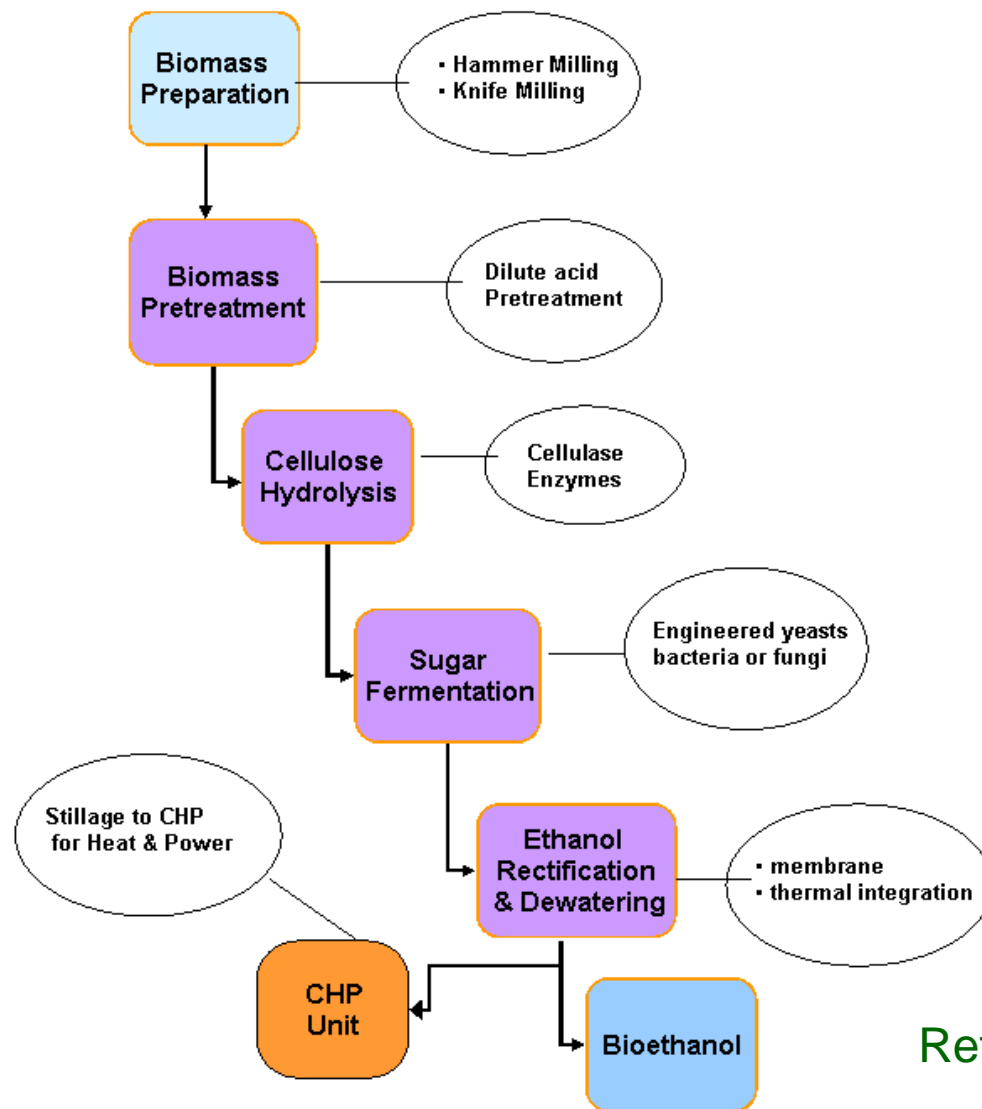 Biomass
Preparation
▪ Hammer Milling
▪ Knife Milling
Biomass
Pretreatment
Dilute acid
Pretreatment
Cellulose
Hydrolysis
Cellulase
Enzymes
Sugar
Fermentation
Engineered yeasts
bacteria or fungi
Stillage to CHP
for Heat & Power
Ethanol
Rectification
& Dewatering
▪ membrane
▪ thermal integration
CHP
Unit
Bioethanol